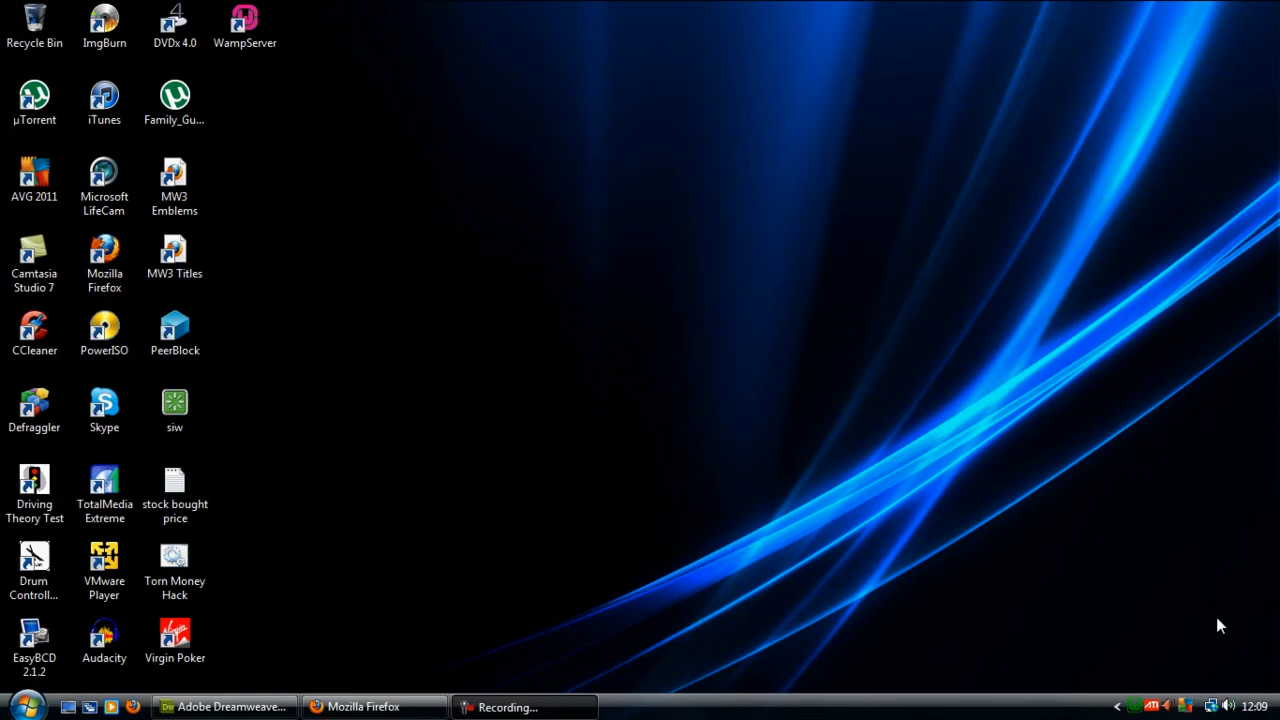 Recycle Bin
ImgBurn
DVDx 4.0
WampServer
µTorrent
iTunes
Family_Gu...
AVG 2011
Microsoft
LifeCam
MW3
Emblems
Camtasia
Studio 7
Mozilla
Firefox
MW3 Titles
CCleaner
PowerISO
PeerBlock
Defraggler
Skype
siw
Driving
Theory Test
TotalMedia
Extreme
stock bought
price
Drum
Controll...
VMware
Player
Torn Money
Hack
EasyBCD
2.1.2
Audacity
Virgin Poker
Adobe Dreamweave...
Mozilla Firefox
Recording...
12:09